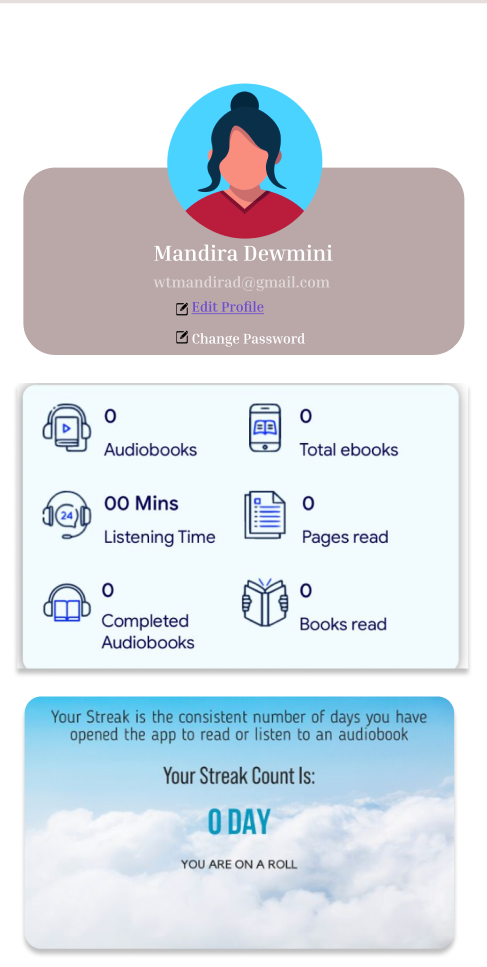 Mandira Dewmini
wtmandirad@gmail.com
Edit Profile
Change Password
0
Audiobooks
0
Total ebooks
00 Mins
24
Listening Time
0
Pages read
0
Completed
Audiobooks
0
Books read
Your Streak is the consistent number of days you have
opened the app to read or listen to an audiobook
Your Streak Count Is:
0 DAY
YOU ARE ON A ROLL